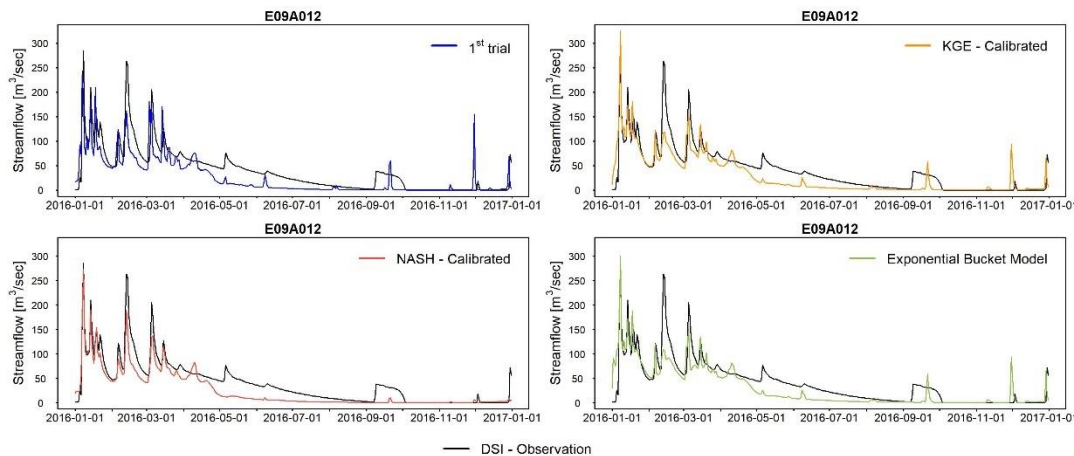 E09A012
E09A012
1st trial
KGE - Calibrated
Streamflow [m3/sec]
300
250
200
150
100
50
0
2016-01-01 2016-03-01 2016-05-01 2016-07-01 2016-09-01 2016-11-01 2017-01-01
Streamflow [m3/sec]
300
250
200
150
100
50
0
2016-01-01 2016-03-01 2016-05-01 2016-07-01 2016-09-01 2016-11-01 2017-01-01
E09A012
E09A012
NASH - Calibrated
Exponential Bucket Model
Streamflow [m3/sec]
300
250
200
150
100
50
0
2016-01-01 2016-03-01 2016-05-01 2016-07-01 2016-09-01 2016-11-01 2017-01-01
Streamflow [m3/sec]
300
250
200
150
100
50
0
2016-01-01 2016-03-01 2016-05-01 2016-07-01 2016-09-01 2016-11-01 2017-01-01
DSI - Observation